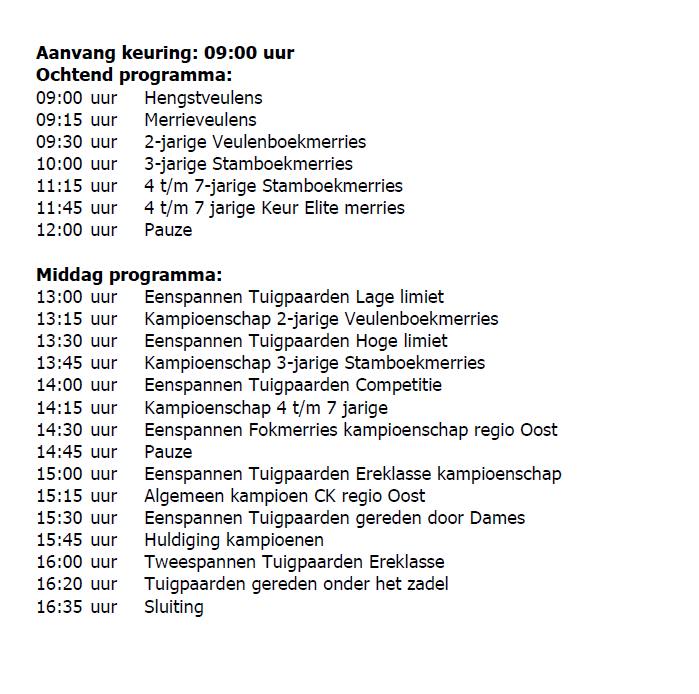 Aanvang keuring: 09:00 uur
Ochtend programma:
09:00 uur Hengstveulens
09:15 uur Merrieveulens
09:30 uur 2-jarige Veulenboekmerries
10:00 uur 3-jarige Stamboekmerries
11:15 uur 4 t/m 7-jarige Stamboekmerries
11:45 uur 4 t/m 7 jarige Keur Elite merries
12:00 uur Pauze
Middag programma:
13:00 uur Eenspannen Tuigpaarden Lage limiet
13:15 uur Kampioenschap 2-jarige Veulenboekmerries
13:30 uur Eenspannen Tuigpaarden Hoge limiet
13:45 uur Kampioenschap 3-jarige Stamboekmerries
14:00 uur Eenspannen Tuigpaarden Competitie
14:15 uur Kampioenschap 4 t/m 7 jarige
14:30 uur Eenspannen Fokmerries kampioenschap regio Oost
14:45 uur Pauze
15:00 uur Eenspannen Tuigpaarden Ereklasse kampioenschap
15:15 uur Algemeen kampioen CK regio Oost
15:30 uur Eenspannen Tuigpaarden gereden door Dames
15:45 uur Huldiging kampioenen
16:00 uur Tweespannen Tuigpaarden Ereklasse
16:20 uur Tuigpaarden gereden onder het zadel
16:35 uur Sluiting